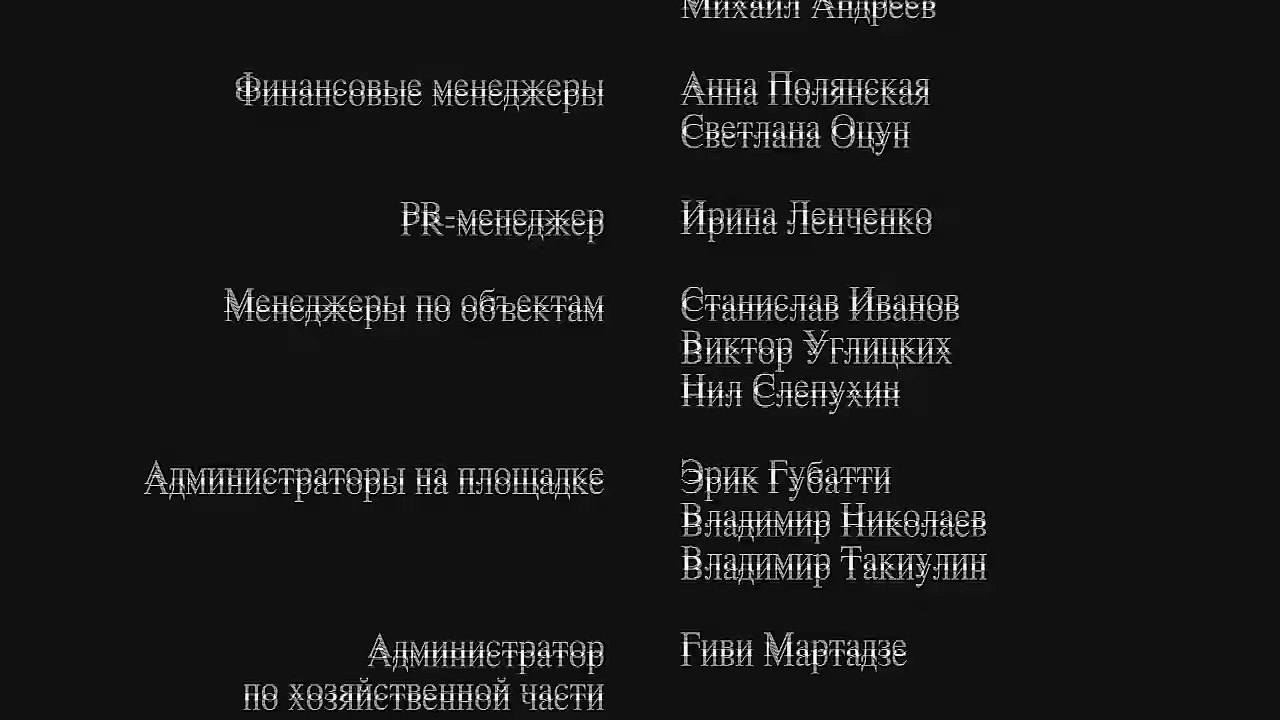 Михаил Андреев
Финансовые менеджеры Анна Полянская
Светлана Оцун
PR-менеджер Ирина Ленченко
Менеджеры по объектам Станислав Иванов
Виктор Углицких
Нил Слепухин
Администраторы на площадке Эрик Губатти
Владимир Николаев
Владимир Такиулин
Администратор Гиви Мартадзе
по хозяйственной части